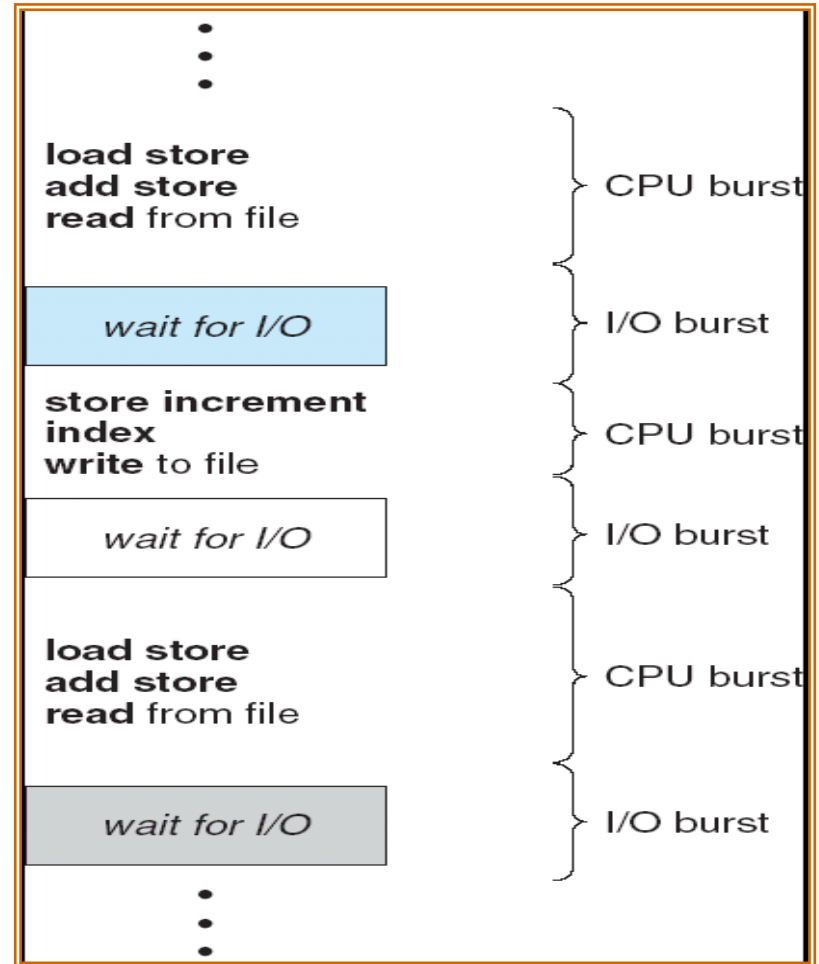 load store
add store
read from file
CPU burst
wait for I/O
I/O burst
store increment
index
write to file
CPU burst
wait for I/O
I/O burst
load store
add store
read from file
CPU burst
wait for I/O
I/O burst